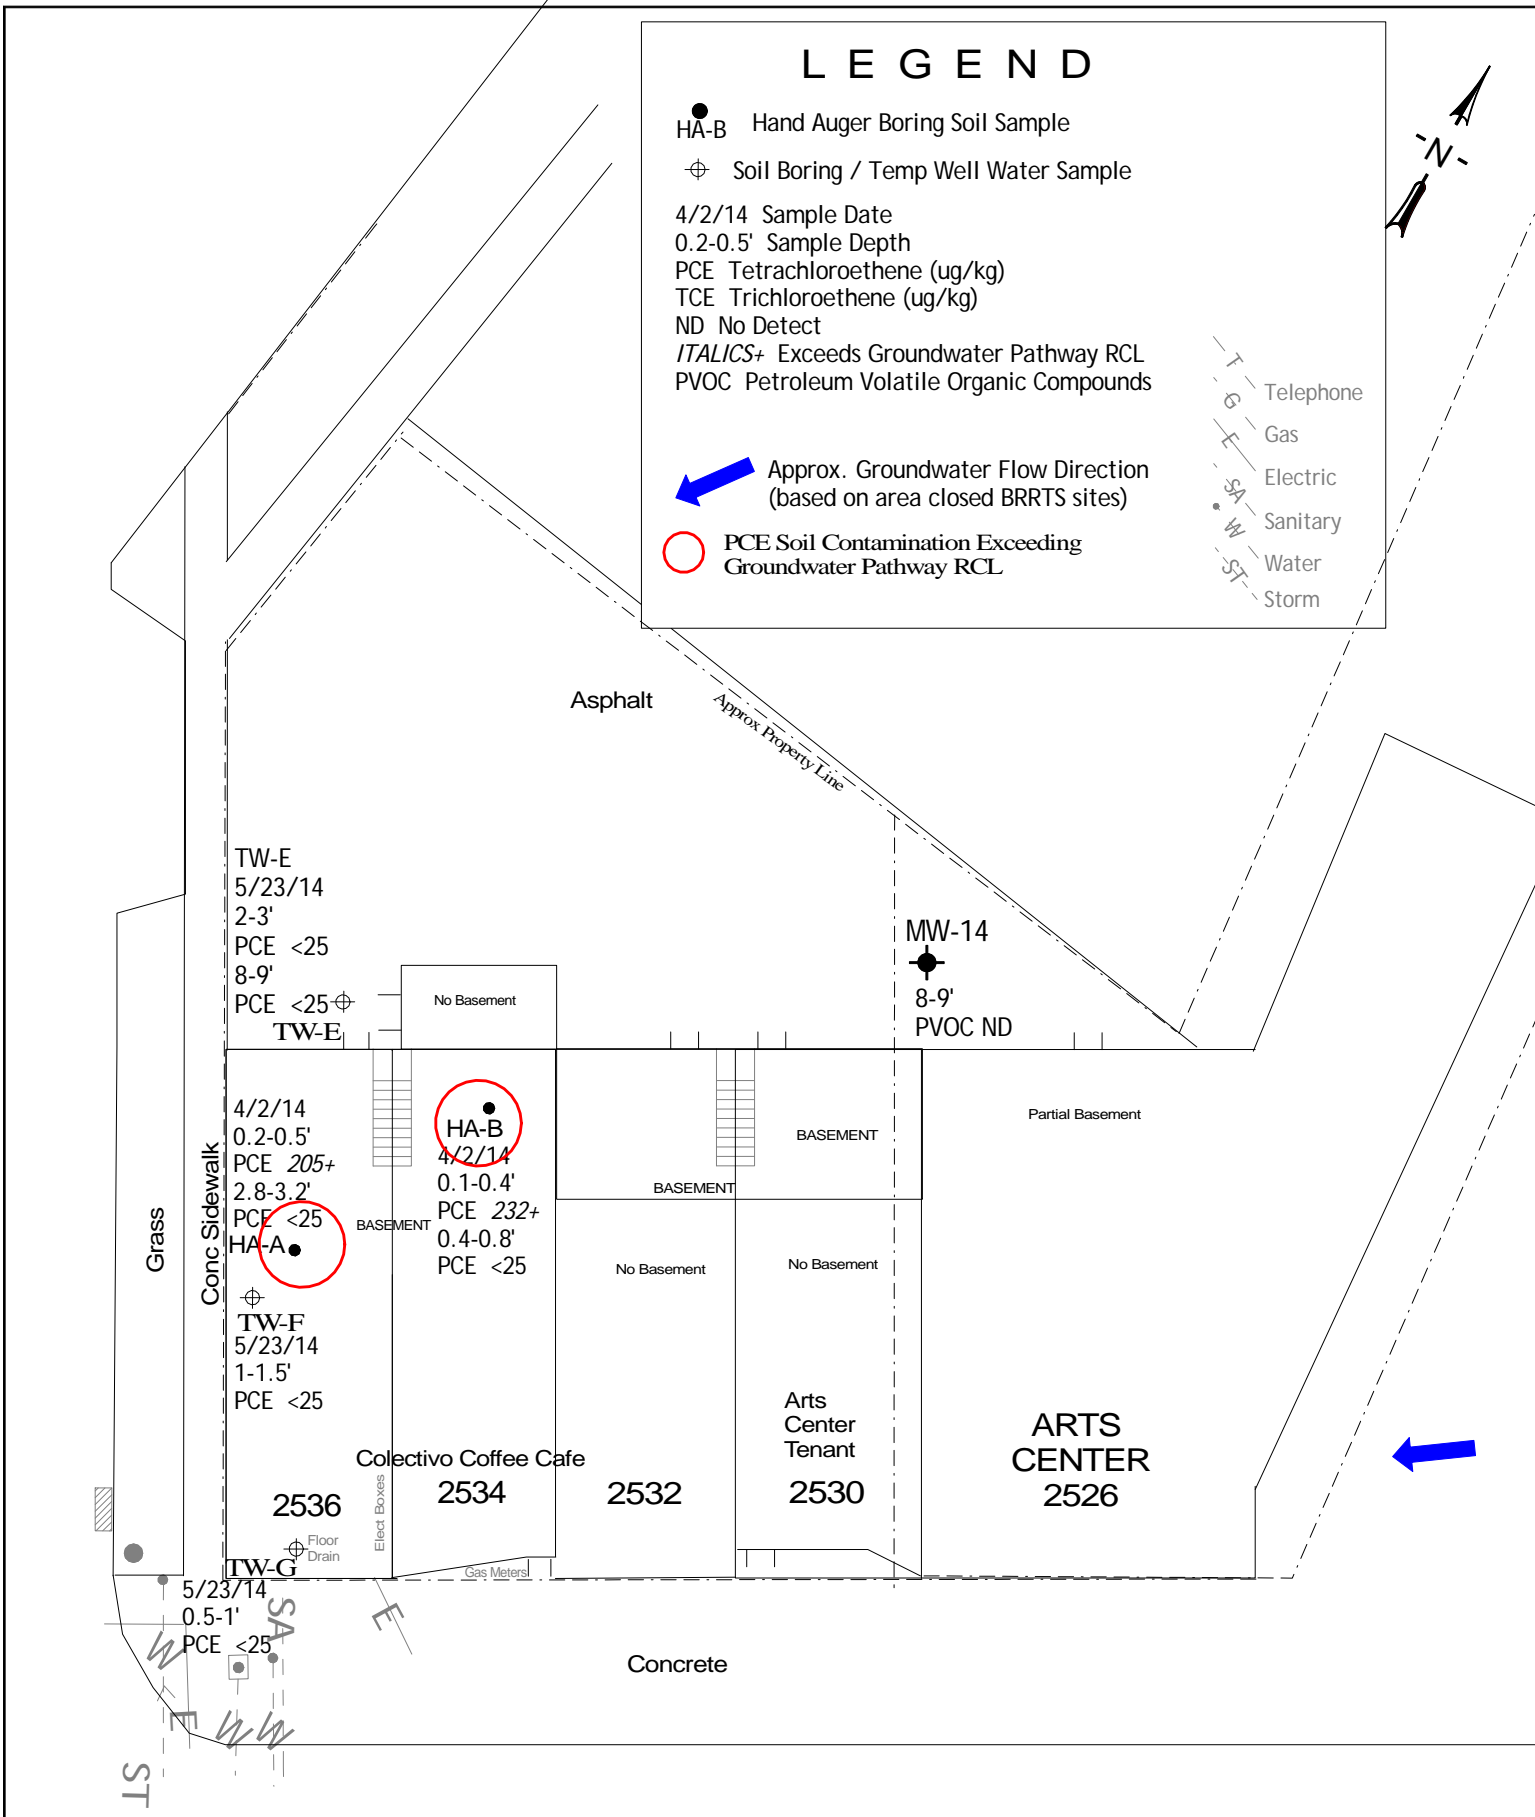 L E G E N D
HA-B Hand Auger Boring Soil Sample
Soil Boring / Temp Well Water Sample
4/2/14 Sample Date
0.2-0.5' Sample Depth
PCE Tetrachloroethene (ug/kg)
TCE Trichloroethene (ug/kg)
ND No Detect
ITALICS+ Exceeds Groundwater Pathway RCL
PVOC Petroleum Volatile Organic Compounds
Approx. Groundwater Flow Direction
(based on area closed BRRTS sites)
PCE Soil Contamination Exceeding
Groundwater Pathway RCL
T Telephone
G Gas
E Electric
SA Sanitary
W Water
ST Storm
-N-
Asphalt
Approx Property Line
TW-E
5/23/14
2-3'
PCE <25
8-9'
PCE <25
TW-E
No Basement
MW-14
8-9'
PVOC ND
4/2/14
0.2-0.5'
PCE 205+
2.8-3.2'
PCE <25
HA-A
BASEMENT
HA-B
4/2/14
0.1-0.4'
PCE 232+
0.4-0.8'
PCE <25
BASEMENT
BASEMENT
Partial Basement
No Basement
No Basement
Grass
Conc Sidewalk
TW-F
5/23/14
1-1.5'
PCE <25
Colectivo Coffee Cafe
2536
2534
2532
Arts
Center
Tenant
2530
ARTS
CENTER
2526
Elect Boxes
Floor
Drain
Gas Meters
TW-G
5/23/14
0.5-1'
PCE <25
SA
E
W
E
W
W
ST
Concrete